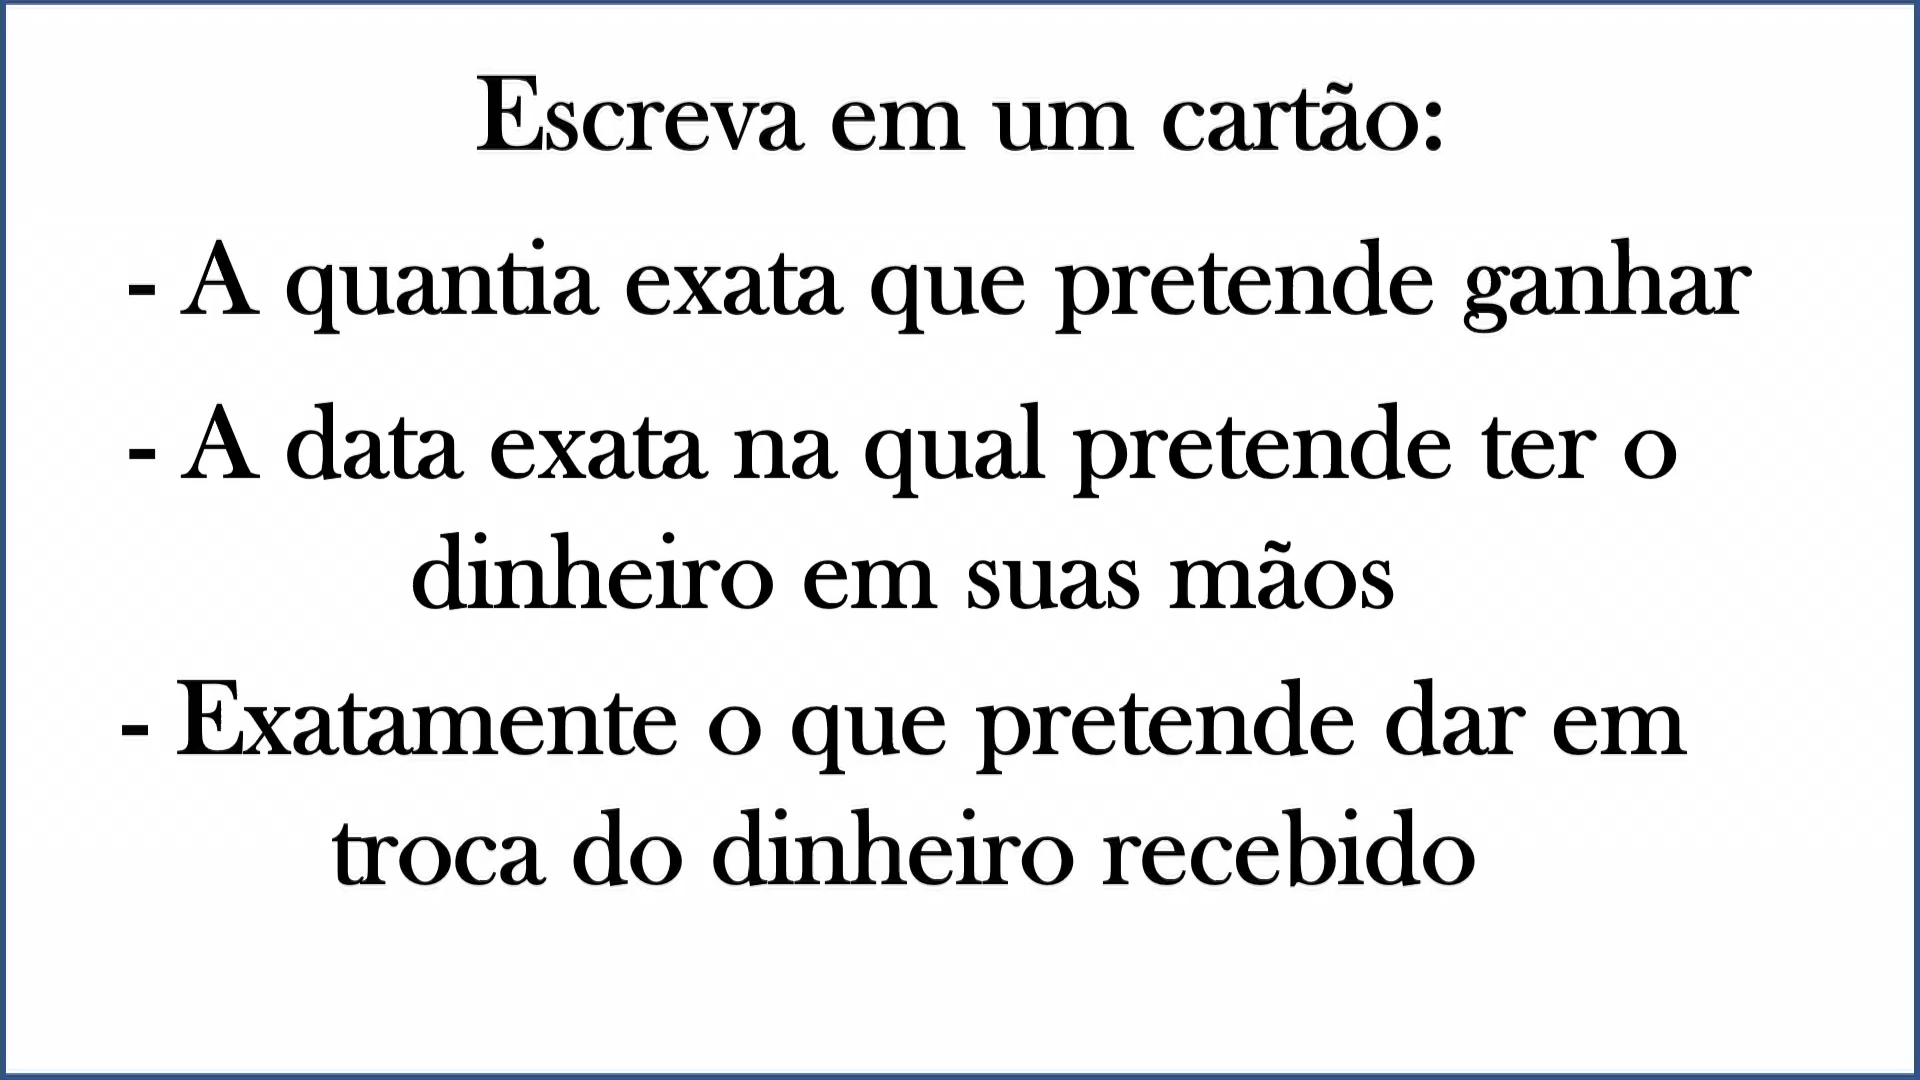 Escreva em um cartão:
- A quantia exata que pretende ganhar
- A data exata na qual pretende ter o
dinheiro em suas mãos
- Exatamente o que pretende dar em
troca do dinheiro recebido